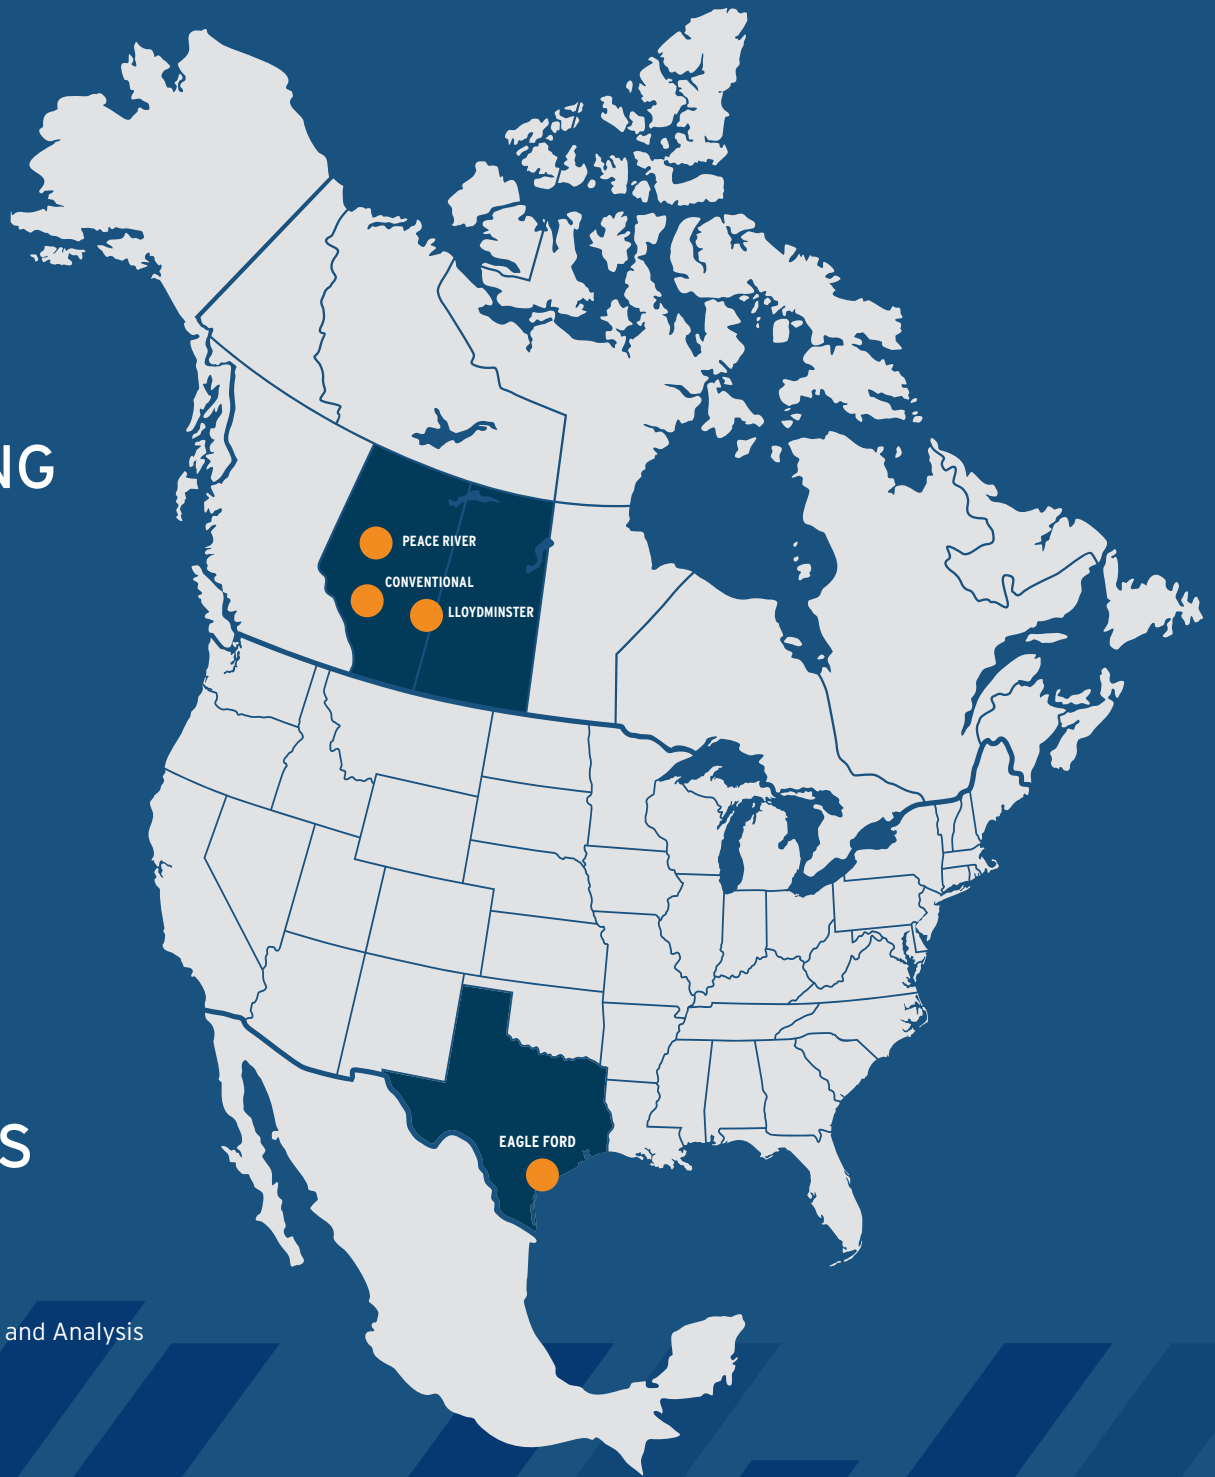 NG
PEACE RIVER
CONVENTIONAL
LLOYDMINSTER
S
EAGLE FORD
and Analysis